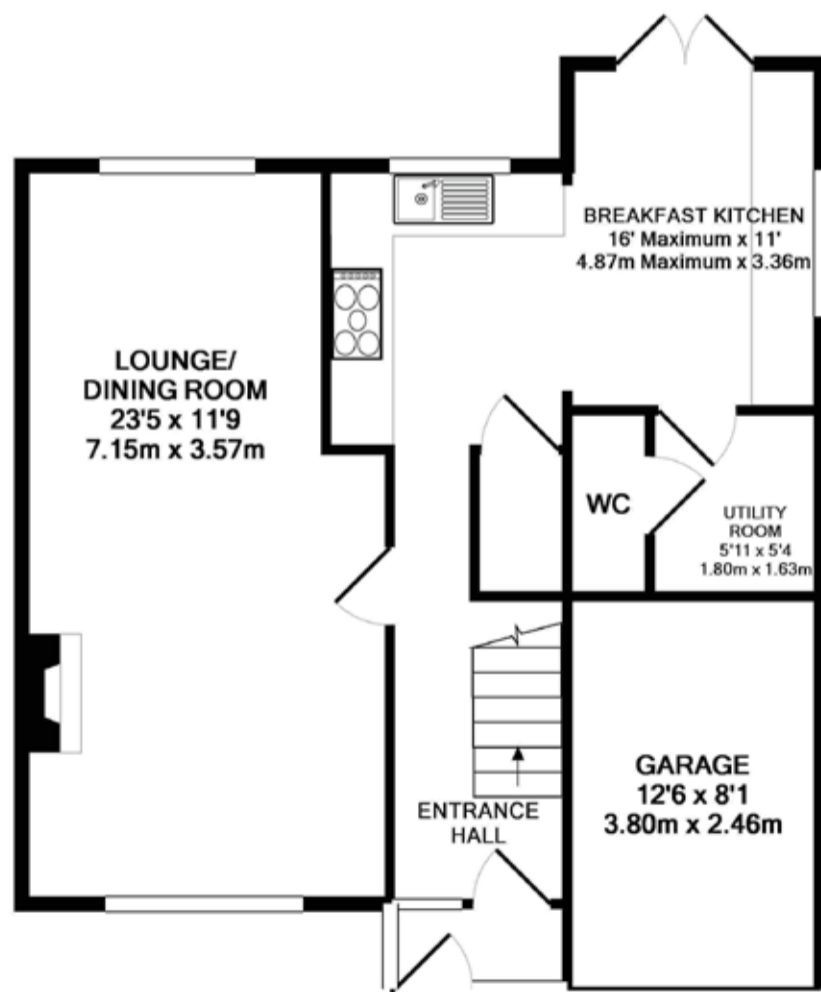 BREAKFAST KITCHEN
16' Maximum x 11'
4.87m Maximum x 3.36m
LOUNGE/
DINING ROOM
23'5 x 11'9
7.15m x 3.57m
WC
UTILITY
ROOM
5'11 x 5'4
1.80m x 1.63m
GARAGE
12'6 x 8'1
3.80m x 2.46m
ENTRANCE
HALL